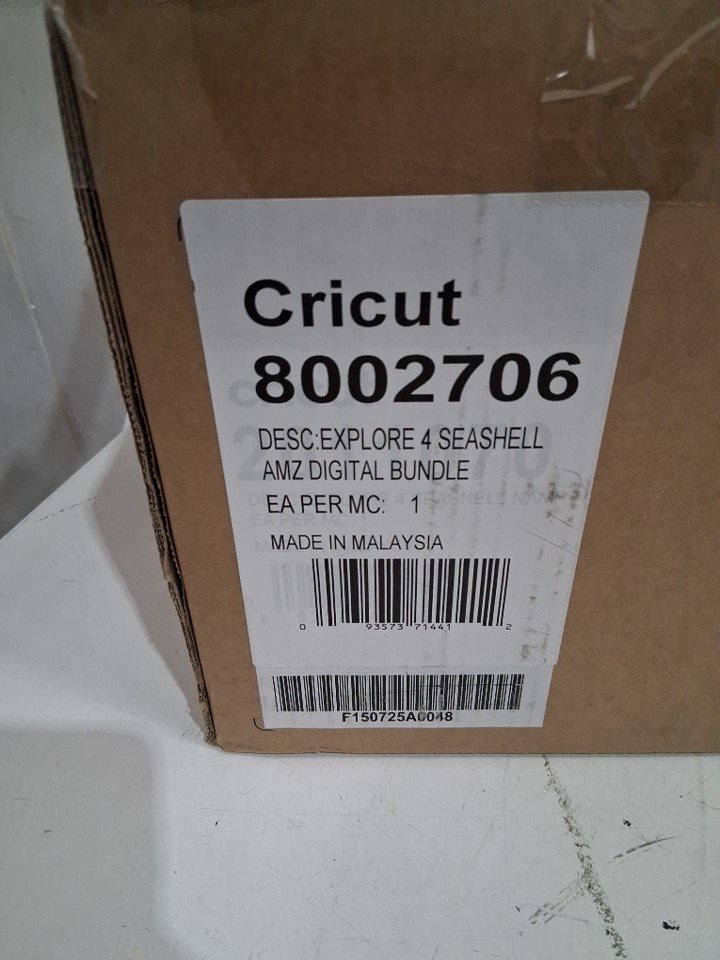 Cricut
8002706
DESC:EXPLORE 4 SEASHELL
AMZ DIGITAL BUNDLE
EA PER MC: 1
MADE IN MALAYSIA
0 93573 71441 2